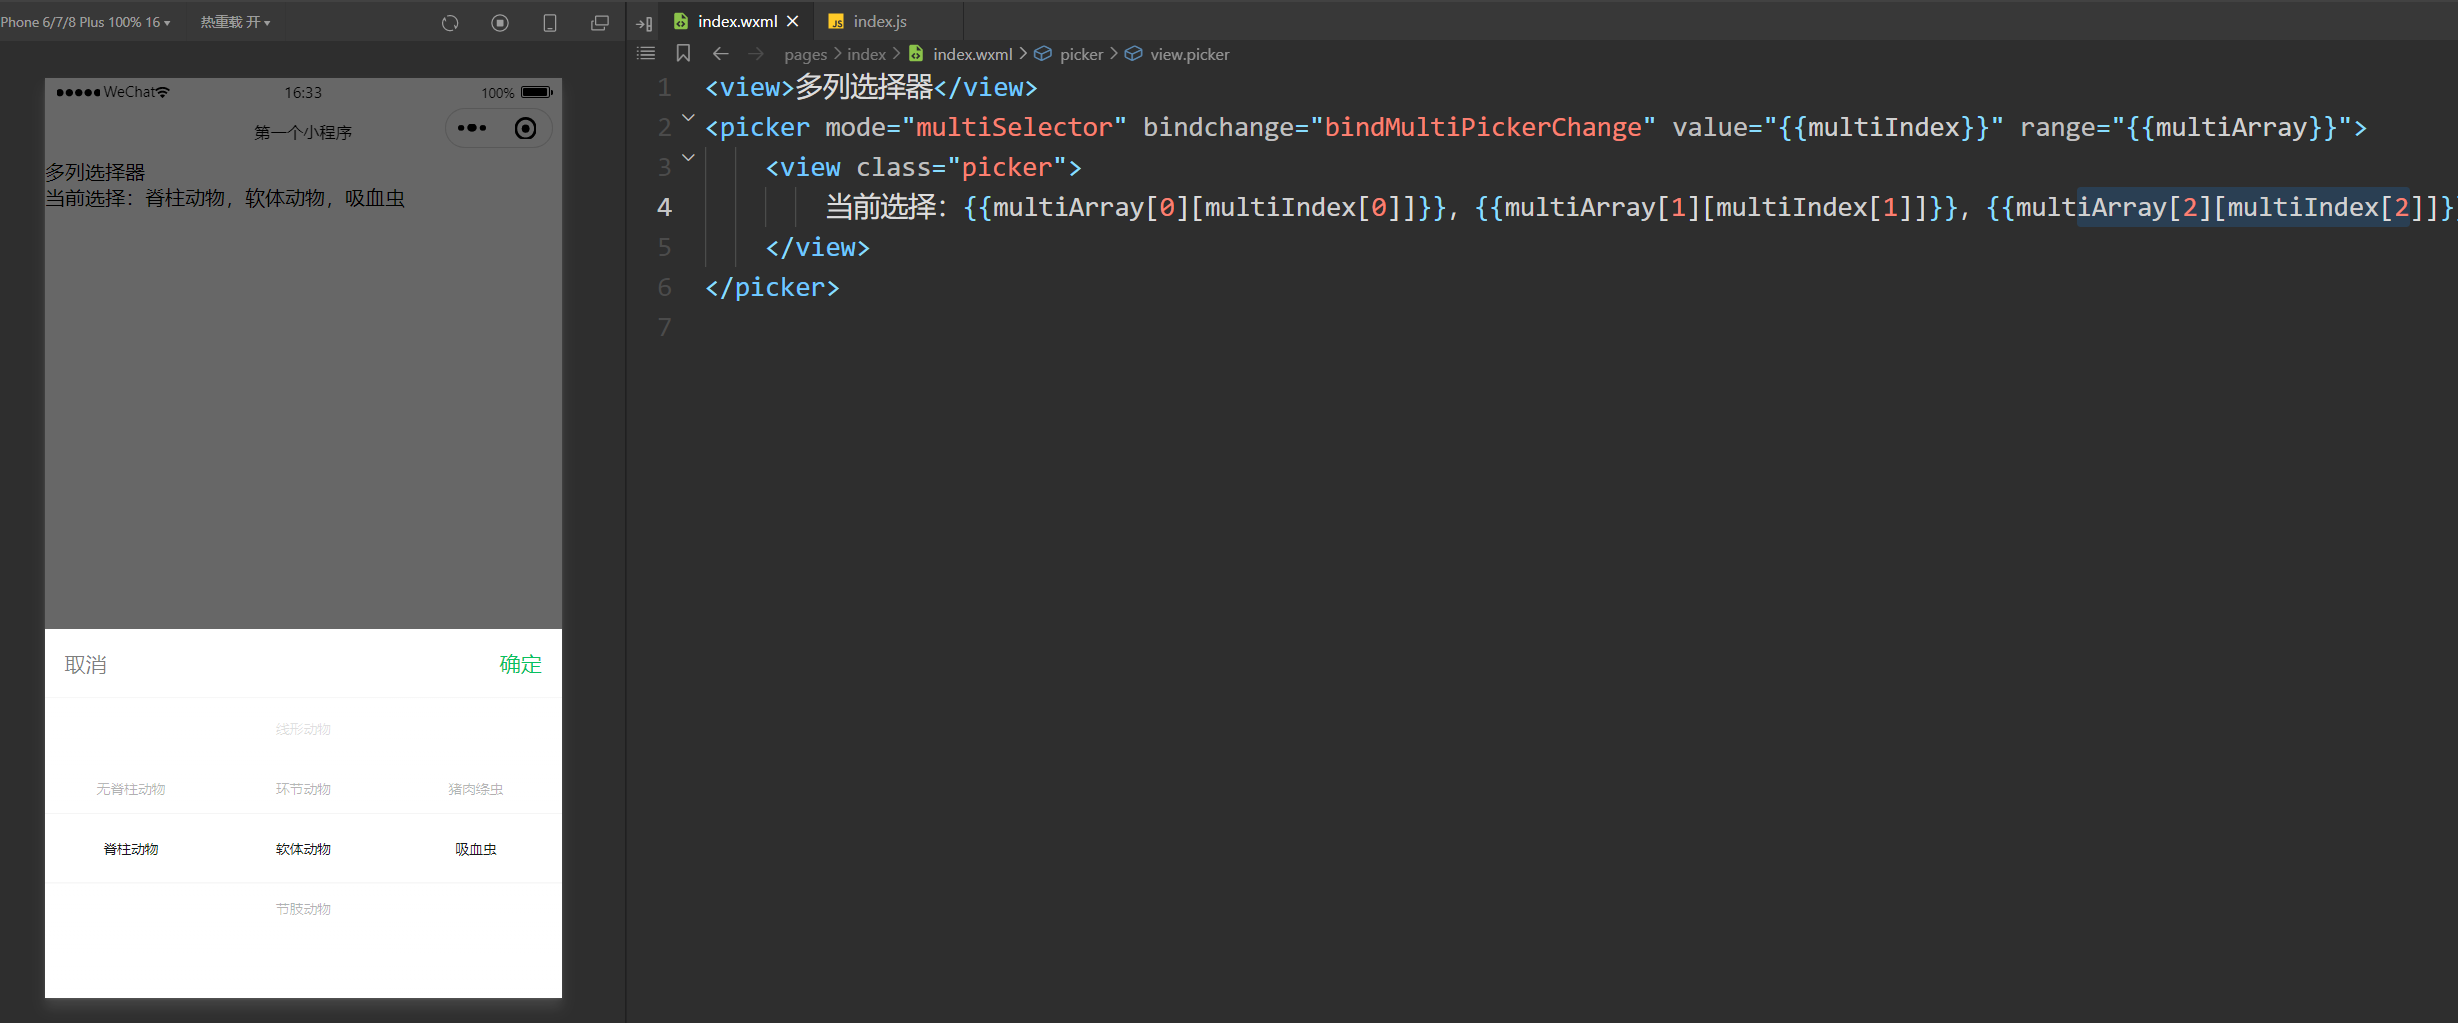 Phone 6/7/8 Plus 100% 16 热重载 开
index.wxml index.js
pages index index.wxml picker view.picker
WeChat 16:33 100%
第一个小程序
多列选择器
当前选择：脊柱动物，软体动物，吸血虫
取消 确定
线形动物
无脊柱动物 环节动物 猪肉绦虫
脊柱动物 软体动物 吸血虫
节肢动物
1 <view>多列选择器</view>
2 <picker mode="multiSelector" bindchange="bindMultiPickerChange" value="{{multiIndex}}" range="{{multiArray}}">
3 <view class="picker">
4 当前选择：{{multiArray[0][multiIndex[0]]}}, {{multiArray[1][multiIndex[1]]}}, {{multiArray[2][multiIndex[2]]}}
5 </view>
6 </picker>
7